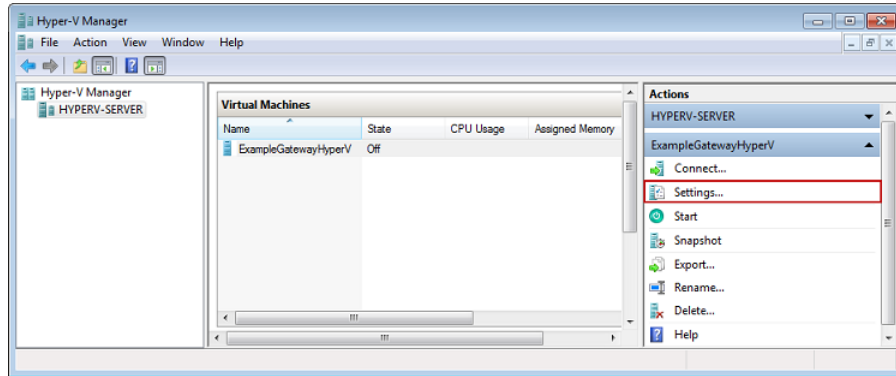 Hyper-V Manager
File Action View Window Help
Hyper-V Manager
HYPERV-SERVER
Virtual Machines
Name State CPU Usage Assigned Memory
ExampleGatewayHyperV Off
Actions
HYPERV-SERVER
ExampleGatewayHyperV
Connect...
Settings...
Start
Snapshot
Export...
Rename...
Delete...
Help